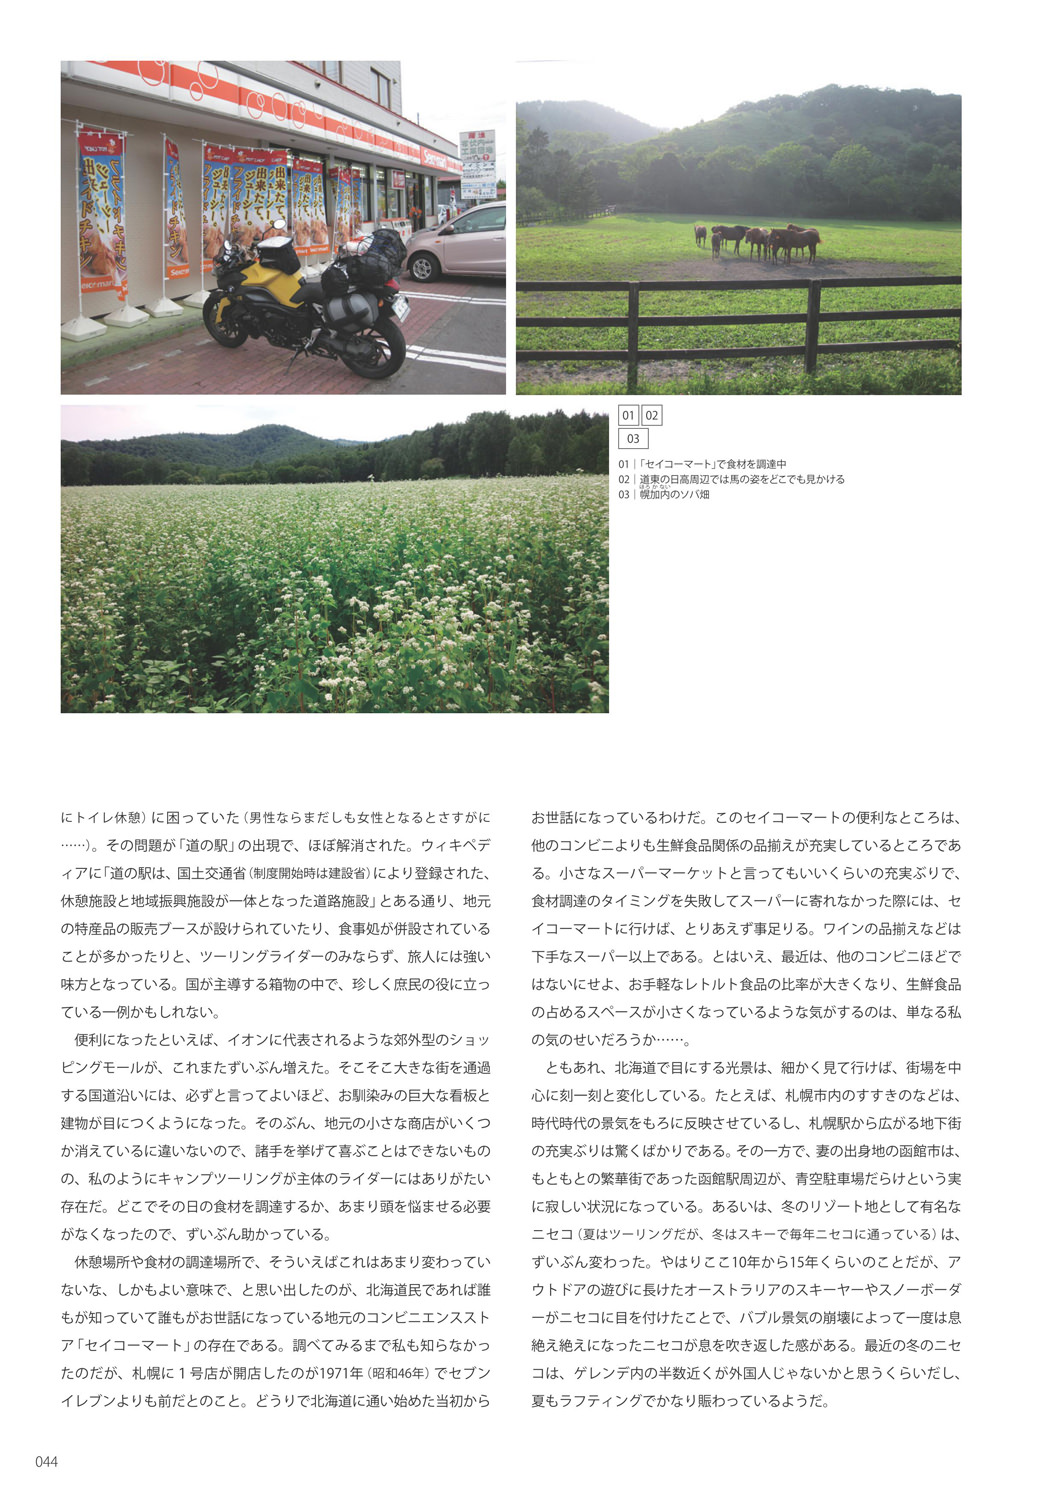 出来たて、
ジューシー。
フライドチキン
Seicomart
01 02
03
01｜「セイコーマート」で食材を調達中
02｜道東の日高周辺では馬の姿をどこでも見かける
ほろかない
03｜幌加内のソバ畑
にトイレ休憩）に困っていた（男性ならまだしも女性となるとさすがに
……）。その問題が「道の駅」の出現で、ほぼ解消された。ウィキペデ
ィアに「道の駅は、国土交通省（制度開始時は建設省）により登録された、
休憩施設と地域振興施設が一体となった道路施設」とある通り、地元
の特産品の販売ブースが設けられていたり、食事処が併設されている
ことが多かったりと、ツーリングライダーのみならず、旅人には強い
味方となっている。国が主導する箱物の中で、珍しく庶民の役に立っ
ている一例かもしれない。
　便利になったといえば、イオンに代表されるような郊外型のショッ
ピングモールが、これまたずいぶん増えた。そこそこ大きな街を通過
する国道沿いには、必ずと言ってよいほど、お馴染みの巨大な看板と
建物が目につくようになった。そのぶん、地元の小さな商店がいくつ
か消えているに違いないので、諸手を挙げて喜ぶことはできないもの
の、私のようにキャンプツーリングが主体のライダーにはありがたい
存在だ。どこでその日の食材を調達するか、あまり頭を悩ませる必要
がなくなったので、ずいぶん助かっている。
　休憩場所や食材の調達場所で、そういえばこれはあまり変わってい
ないな、しかもよい意味で、と思い出したのが、北海道民であれば誰
もが知っていて誰もがお世話になっている地元のコンビニエンススト
ア「セイコーマート」の存在である。調べてみるまで私も知らなかっ
たのだが、札幌に１号店が開店したのが1971年（昭和46年）でセブン
イレブンよりも前だとのこと。どうりで北海道に通い始めた当初から
お世話になっているわけだ。このセイコーマートの便利なところは、
他のコンビニよりも生鮮食品関係の品揃えが充実しているところであ
る。小さなスーパーマーケットと言ってもいいくらいの充実ぶりで、
食材調達のタイミングを失敗してスーパーに寄れなかった際には、セ
イコーマートに行けば、とりあえず事足りる。ワインの品揃えなどは
下手なスーパー以上である。とはいえ、最近は、他のコンビニほどで
はないにせよ、お手軽なレトルト食品の比率が大きくなり、生鮮食品
の占めるスペースが小さくなっているような気がするのは、単なる私
の気のせいだろうか……。
　ともあれ、北海道で目にする光景は、細かく見て行けば、街場を中
心に刻一刻と変化している。たとえば、札幌市内のすすきのなどは、
時代時代の景気をもろに反映させているし、札幌駅から広がる地下街
の充実ぶりは驚くばかりである。その一方で、妻の出身地の函館市は、
もともとの繁華街であった函館駅周辺が、青空駐車場だらけという実
に寂しい状況になっている。あるいは、冬のリゾート地として有名な
ニセコ（夏はツーリングだが、冬はスキーで毎年ニセコに通っている）は、
ずいぶん変わった。やはりここ10年から15年くらいのことだが、ア
ウトドアの遊びに長けたオーストラリアのスキーヤーやスノーボーダ
ーがニセコに目を付けたことで、バブル景気の崩壊によって一度は息
絶え絶えになったニセコが息を吹き返した感がある。最近の冬のニセ
コは、ゲレンデ内の半数近くが外国人じゃないかと思うくらいだし、
夏もラフティングでかなり賑わっているようだ。
044